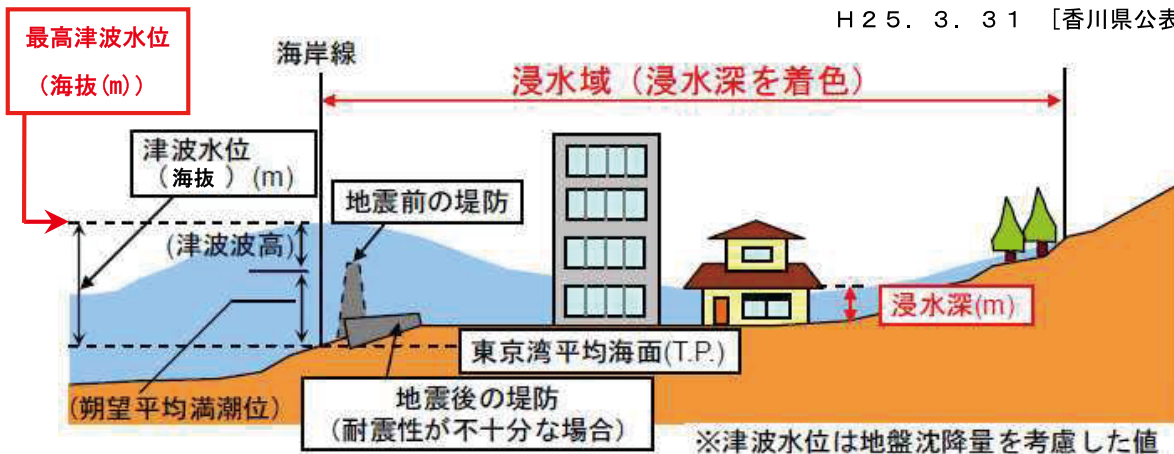 H25.3.31 [香川県公表
最高津波水位
(海抜(m))
海岸線
浸水域（浸水深を着色）
津波水位
（海抜）(m)
地震前の堤防
(津波波高)
浸水深(m)
東京湾平均海面(T.P.)
(朔望平均満潮位)
地震後の堤防
(耐震性が不十分な場合)
※津波水位は地盤沈降量を考慮した値